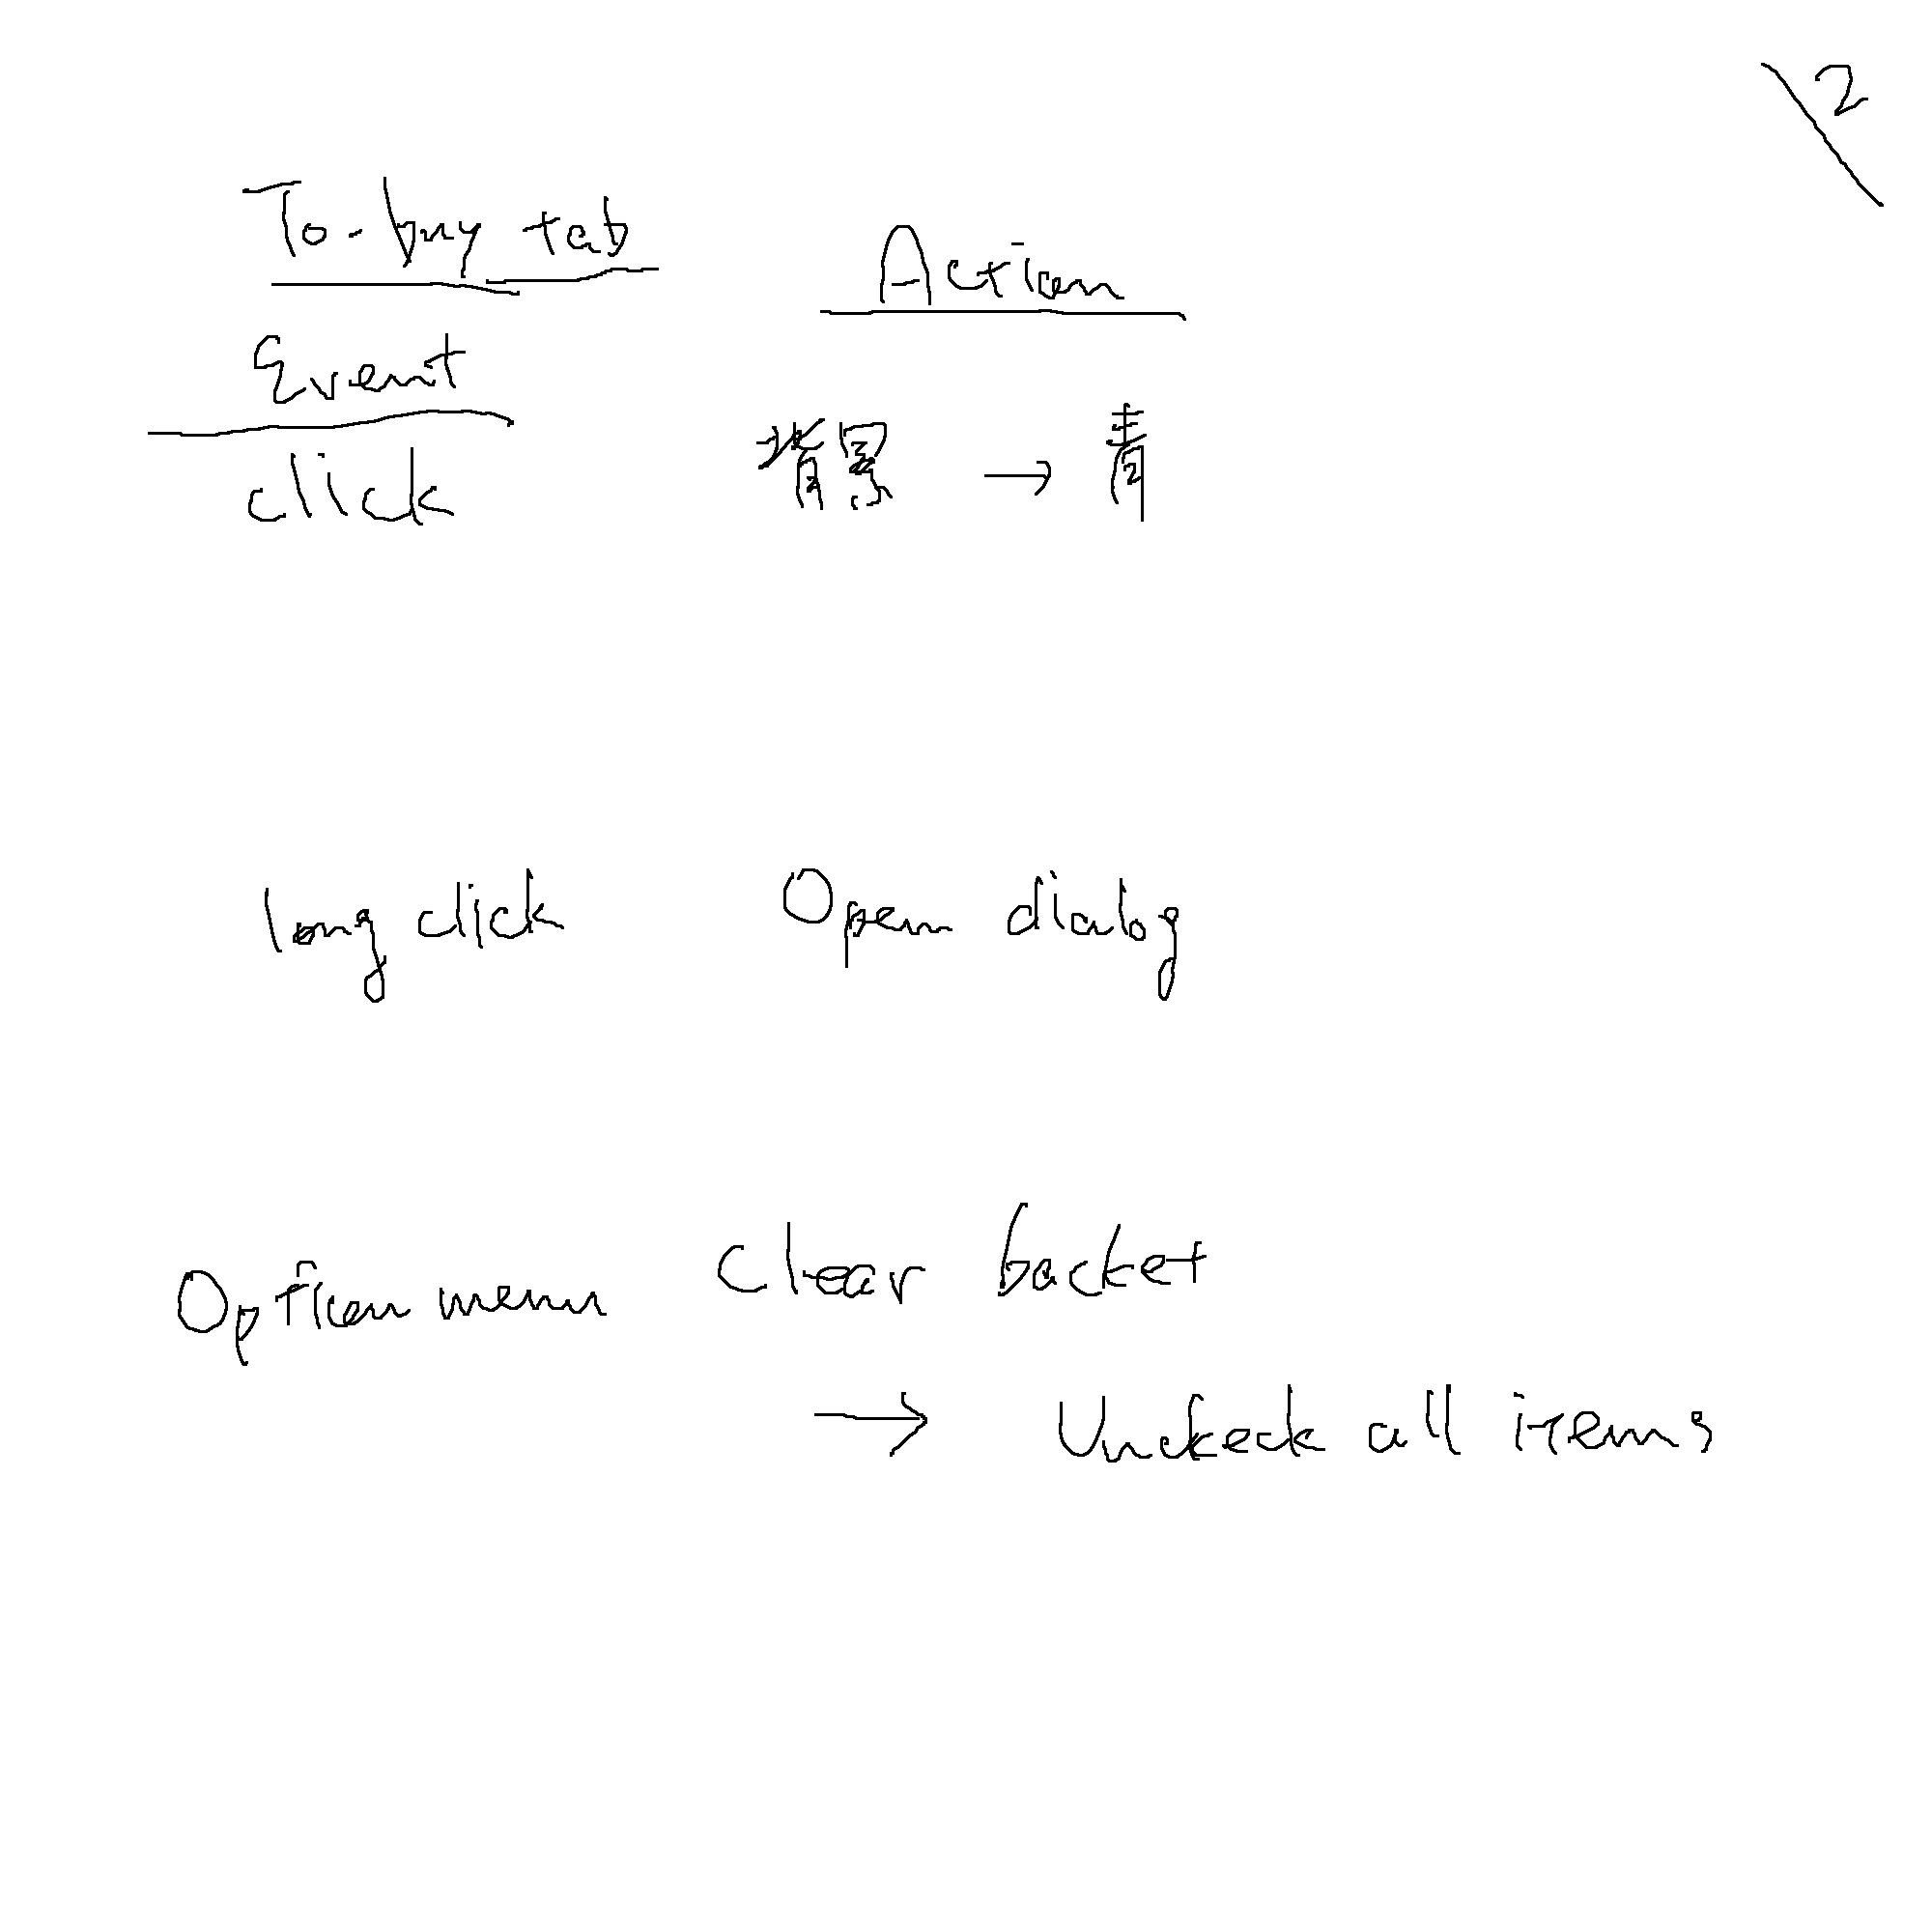 2
To-buy tab
Action
Event
click 背景 → 青
long click Open dialog
Option menu Clear backet
→ Uncheck all items